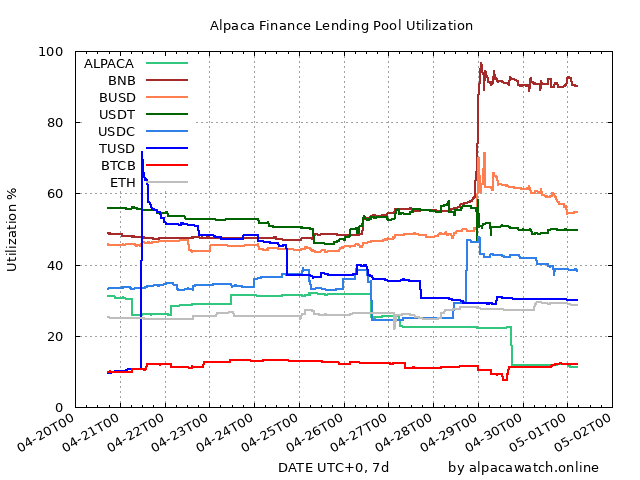 Alpaca Finance Lending Pool Utilization
Utilization %
100
80
60
40
20
0
ALPACA
BNB
BUSD
USDT
USDC
TUSD
BTCB
ETH
04-20T00
04-21T00
04-22T00
04-23T00
04-24T00
04-25T00
04-26T00
04-27T00
04-28T00
04-29T00
04-30T00
05-01T00
05-02T00
DATE UTC+0, 7d
by alpacawatch.online